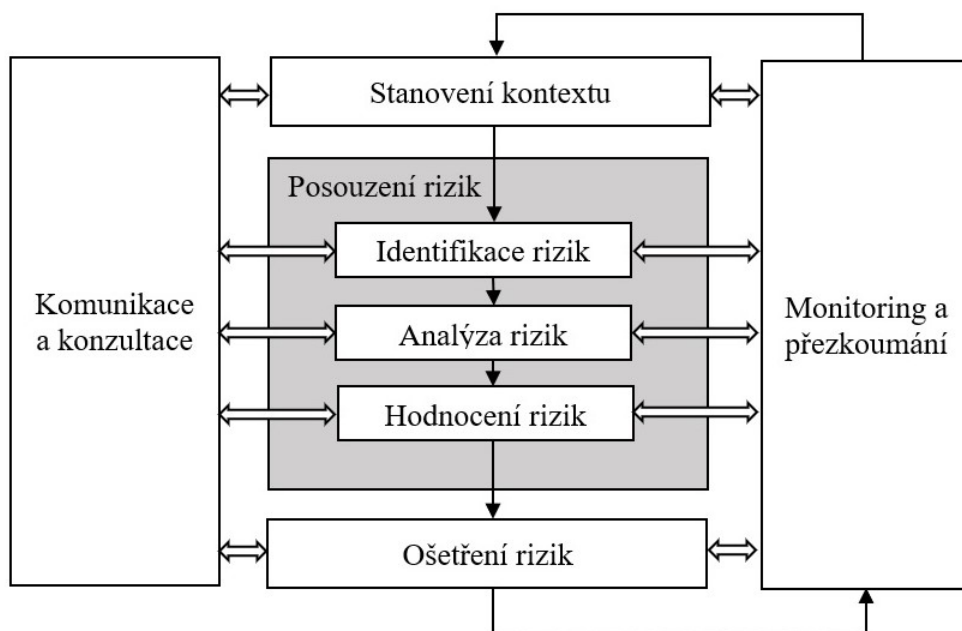 Stanovení kontextu
Posouzení rizik
Identifikace rizik
Komunikace
a konzultace
Analýza rizik
Monitoring a
přezkoumání
Hodnocení rizik
Ošetření rizik